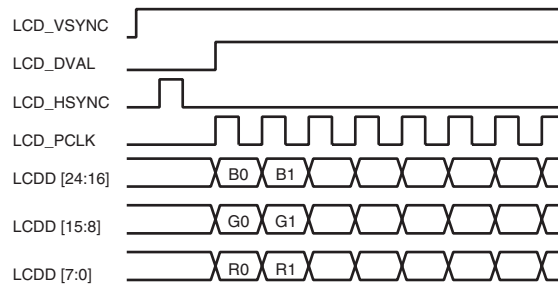 LCD_VSYNC
LCD_DVAL
LCD_HSYNC
LCD_PCLK
LCDD [24:16] B0 B1
LCDD [15:8] G0 G1
LCDD [7:0] R0 R1